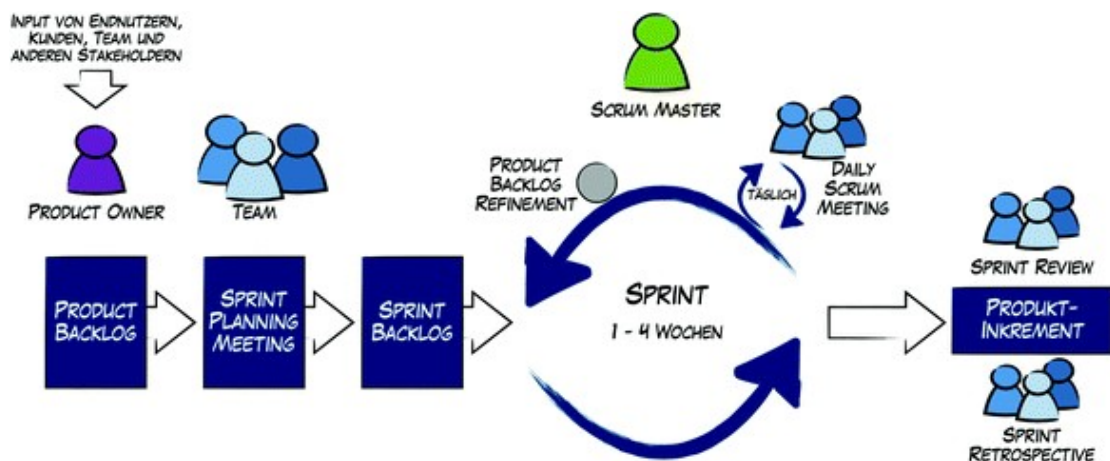 INPUT VON ENDNUTZERN,
KUNDEN, TEAM UND
ANDEREN STAKEHOLDERN
PRODUCT OWNER
TEAM
SCRUM MASTER
PRODUCT
BACKLOG
REFINEMENT
TÄGLICH
DAILY
SCRUM
MEETING
PRODUCT
BACKLOG
SPRINT
PLANNING
MEETING
SPRINT
BACKLOG
SPRINT
1 - 4 WOCHEN
SPRINT REVIEW
PRODUKT-
INKREMENT
SPRINT
RETROSPECTIVE